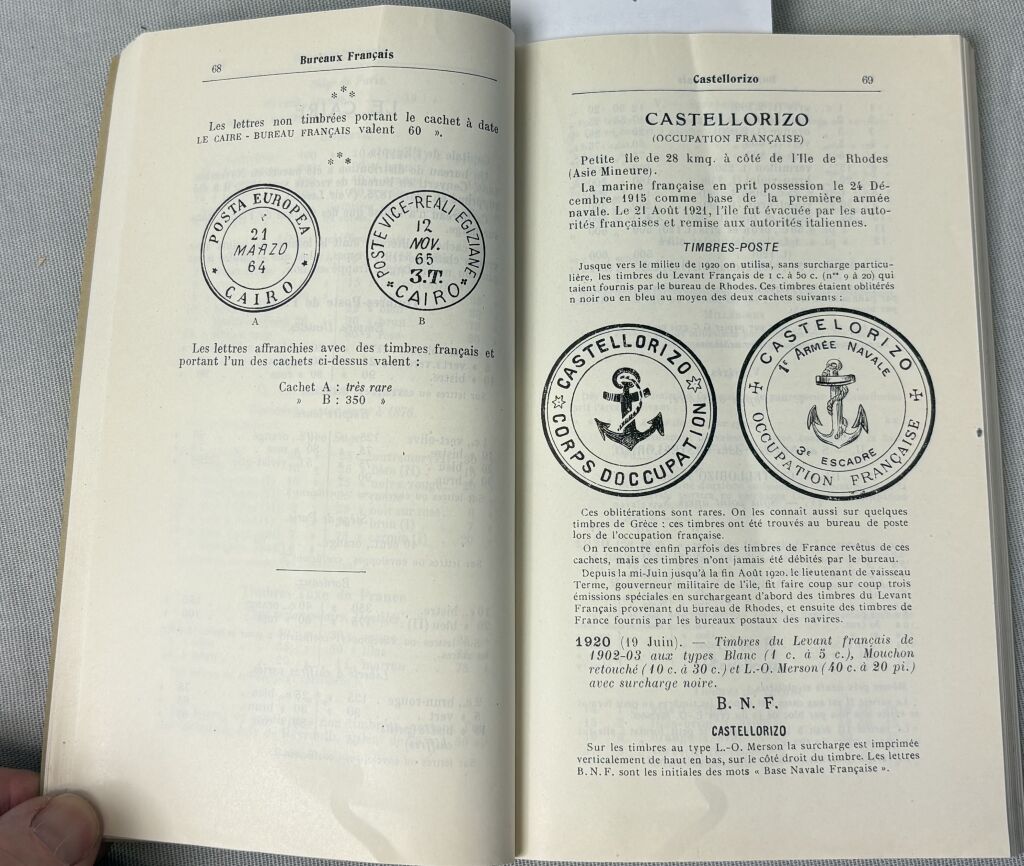 68
Bureaux Français
* * *
Les lettres non timbrées portant le cachet à date
LE CAIRE - BUREAU FRANÇAIS valent 60 ».
* * *
POSTA EUROPEA
21
MARZO
64
* CAIRO *
A
POSTE VICE-REALI EGIZIANE
12
NOV.
65
3.T.
* CAIRO *
B
Les lettres affranchies avec des timbres français et
portant l'un des cachets ci-dessus valent :
Cachet A : très rare
» B : 350 »
Castellorizo
69
CASTELLORIZO
(OCCUPATION FRANÇAISE)
Petite île de 28 kmq. à côté de l'Ile de Rhodes
(Asie Mineure).
La marine française en prit possession le 24 Dé-
cembre 1915 comme base de la première armée
navale. Le 21 Août 1921, l'île fut évacuée par les auto-
rités françaises et remise aux autorités italiennes.
TIMBRES-POSTE
Jusque vers le milieu de 1920 on utilisa, sans surcharge particu-
lière, les timbres du Levant Français de 1 c. à 50 c. (nos 9 à 20) qui
taient fournis par le bureau de Rhodes. Ces timbres étaient oblitérés
n noir ou en bleu au moyen des deux cachets suivants :
CASTELLORIZO
CORPS DOCCUPATION
CASTELORIZO
1e ARMÉE NAVALE
3e ESCADRE
OCCUPATION FRANÇAISE
Ces oblitérations sont rares. On les connait aussi sur quelques
timbres de Grèce : ces timbres ont été trouvés au bureau de poste
lors de l'occupation française.
On rencontre enfin parfois des timbres de France revêtus de ces
cachets, mais ces timbres n'ont jamais été débités par le bureau.
Depuis la mi-Juin jusqu'à la fin Août 1920, le lieutenant de vaisseau
Terme, gouverneur militaire de l'île, fit faire coup sur coup trois
émissions spéciales en surchargeant d'abord des timbres du Levant
Français provenant du bureau de Rhodes, et ensuite des timbres de
France fournis par les bureaux postaux des navires.
1920 (19 Juin). — Timbres du Levant français de
1902-03 aux types Blanc (1 c. à 5 c.), Mouchon
retouché (10 c. à 30 c.) et L.-O. Merson (40 c. à 20 pi.)
avec surcharge noire.
B. N. F.
CASTELLORIZO
Sur les timbres au type L.-O. Merson la surcharge est imprimée
verticalement de haut en bas, sur le côté droit du timbre. Les lettres
B. N. F. sont les initiales des mots « Base Navale Française ».